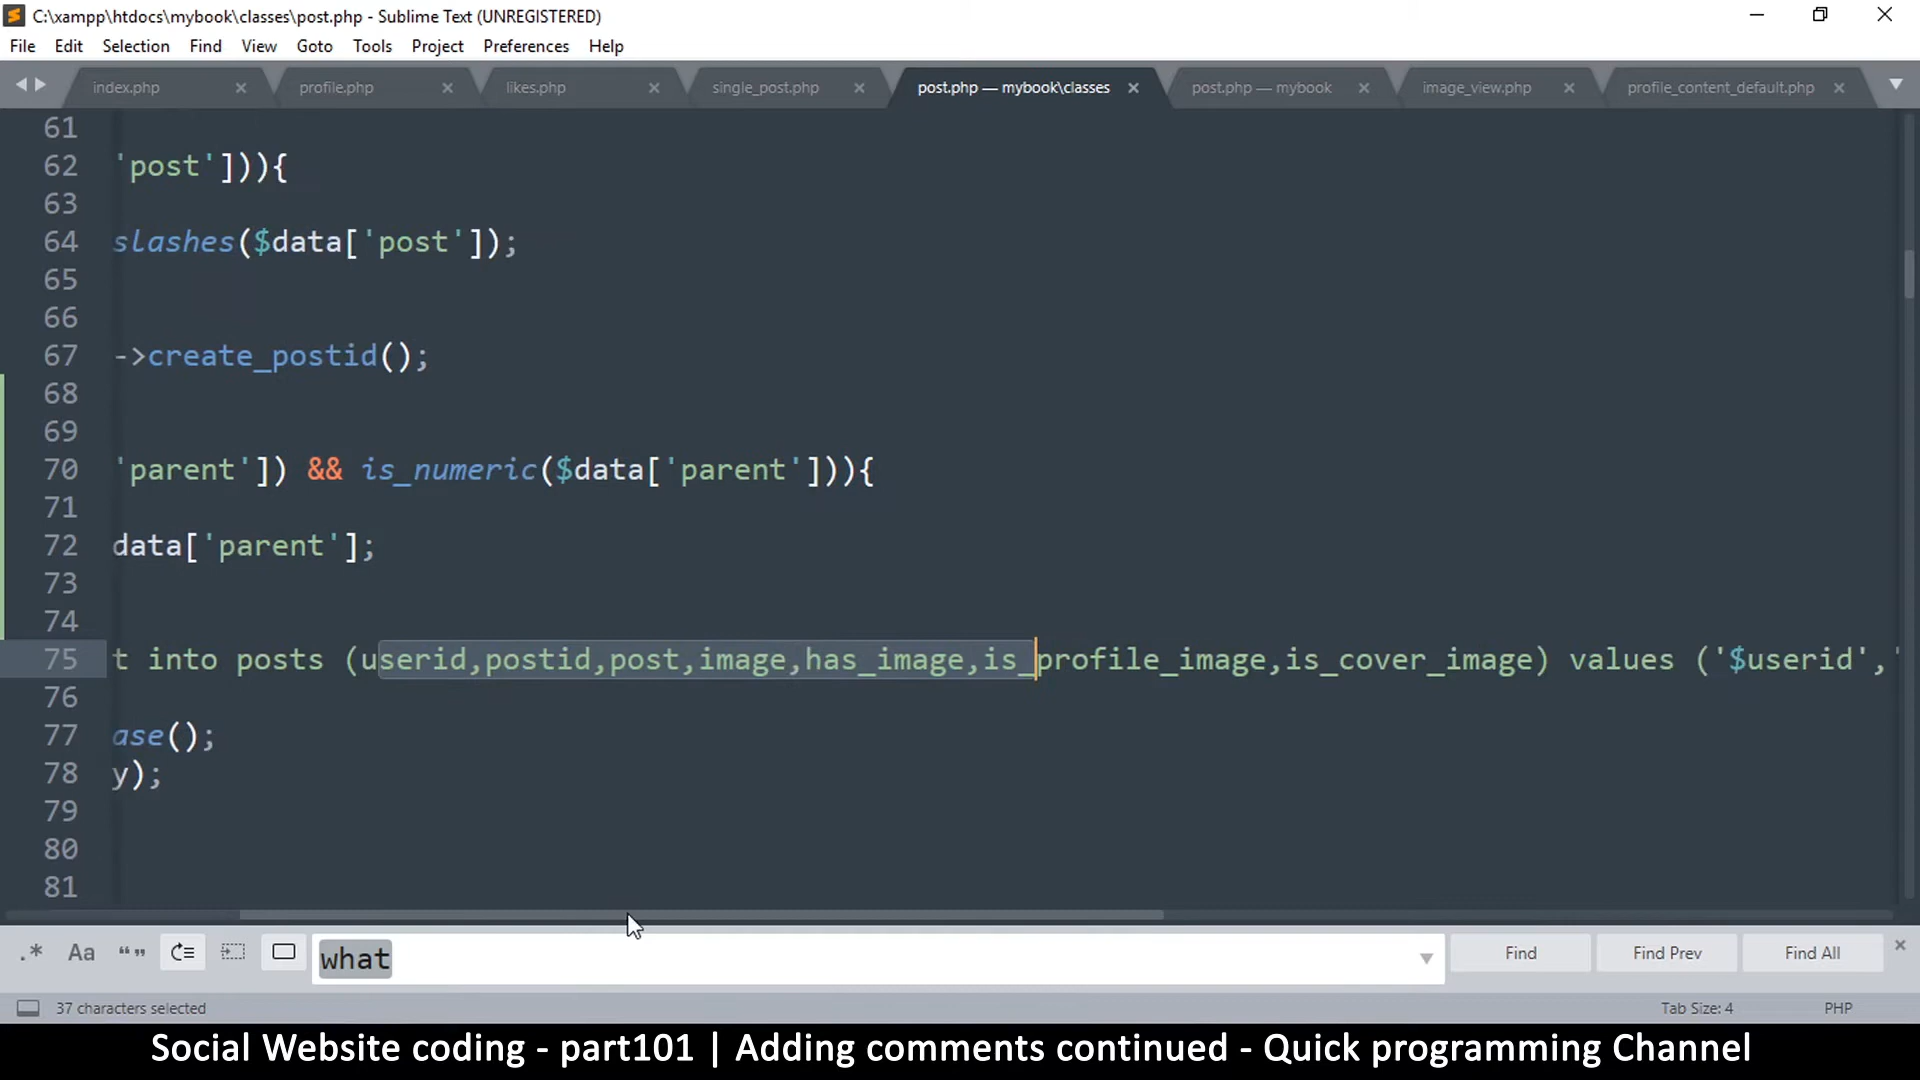 C:\xampp\htdocs\mybook\classes\post.php - Sublime Text (UNREGISTERED)
File Edit Selection Find View Goto Tools Project Preferences Help
index.php profile.php likes.php single_post.php post.php — mybook\classes post.php — mybook image_view.php profile_content_default.php
61
62 'post'])){
63
64 slashes($data['post']);
65
66
67 ->create_postid();
68
69
70 'parent']) && is_numeric($data['parent'])){
71
72 data['parent'];
73
74
75 t into posts (userid,postid,post,image,has_image,is_profile_image,is_cover_image) values ('$userid','
76
77 ase();
78 y);
79
80
81
.* Aa “” what Find Find Prev Find All
37 characters selected Tab Size: 4 PHP
Social Website coding - part101 | Adding comments continued - Quick programming Channel